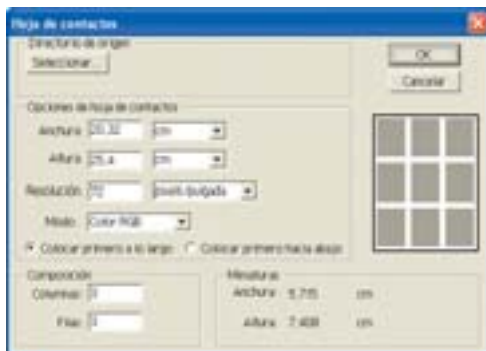 Hoja de contactos
Directorio de origen
Seleccionar...
OK
Cancelar
Opciones de hoja de contactos
Anchura: 20,32 cm
Altura: 25,4 cm
Resolución: 72 píxels/pulgada
Modo: Color RGB
Colocar primero a lo largo Colocar primero hacia abajo
Composición
Columnas: 3
Filas: 3
Miniaturas
Anchura: 5.715 cm
Altura: 7.408 cm